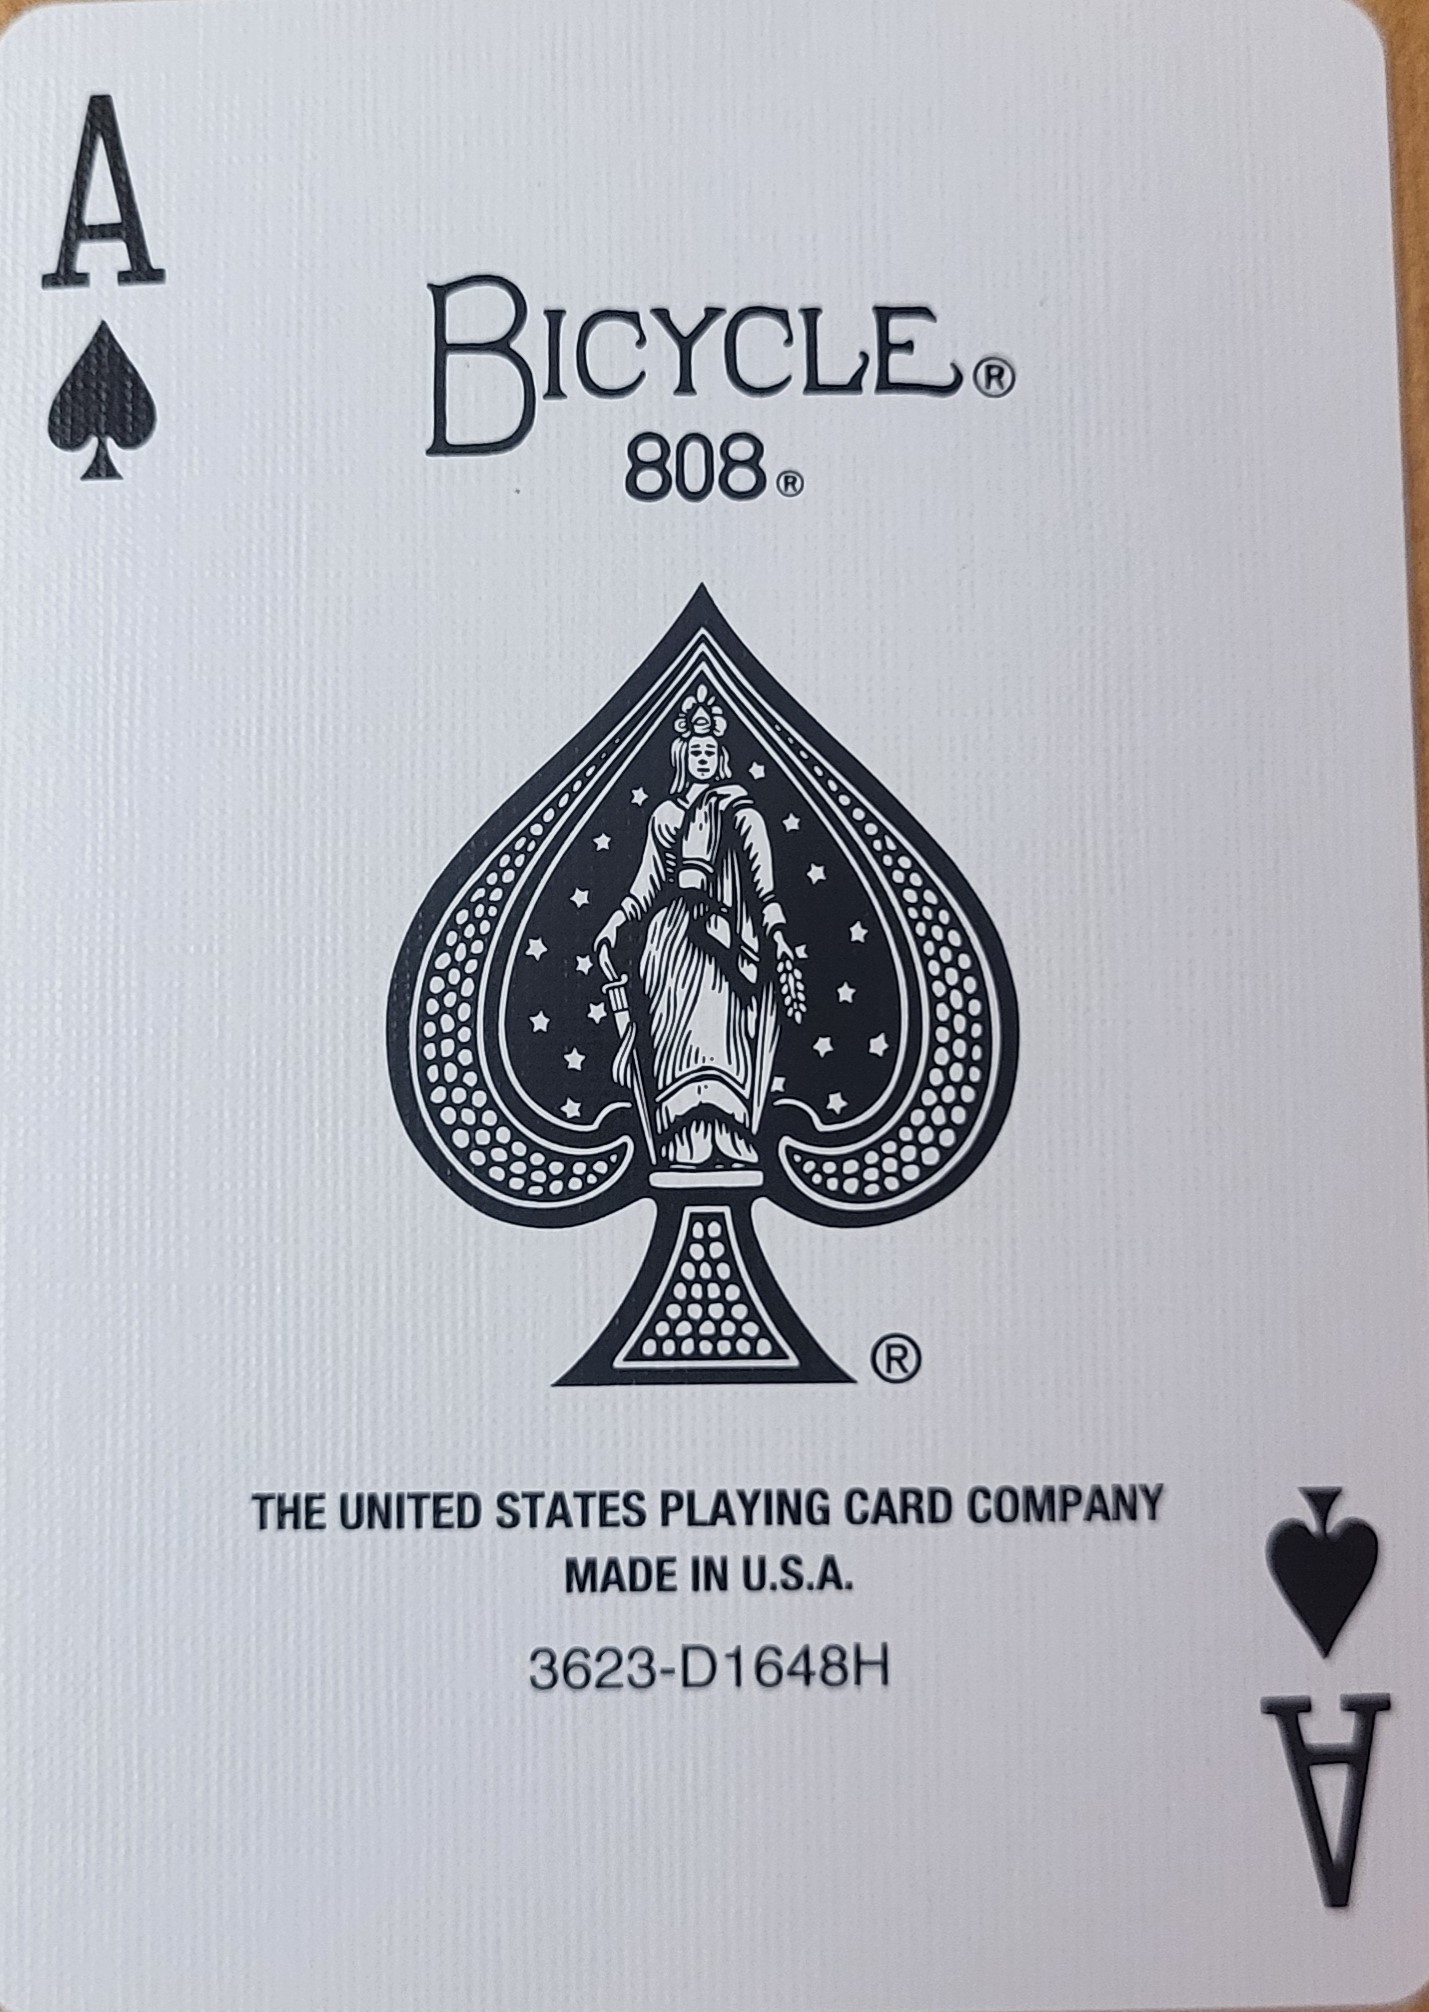 A
BICYCLE®
808®
®
THE UNITED STATES PLAYING CARD COMPANY
MADE IN U.S.A.
3623-D1648H
A